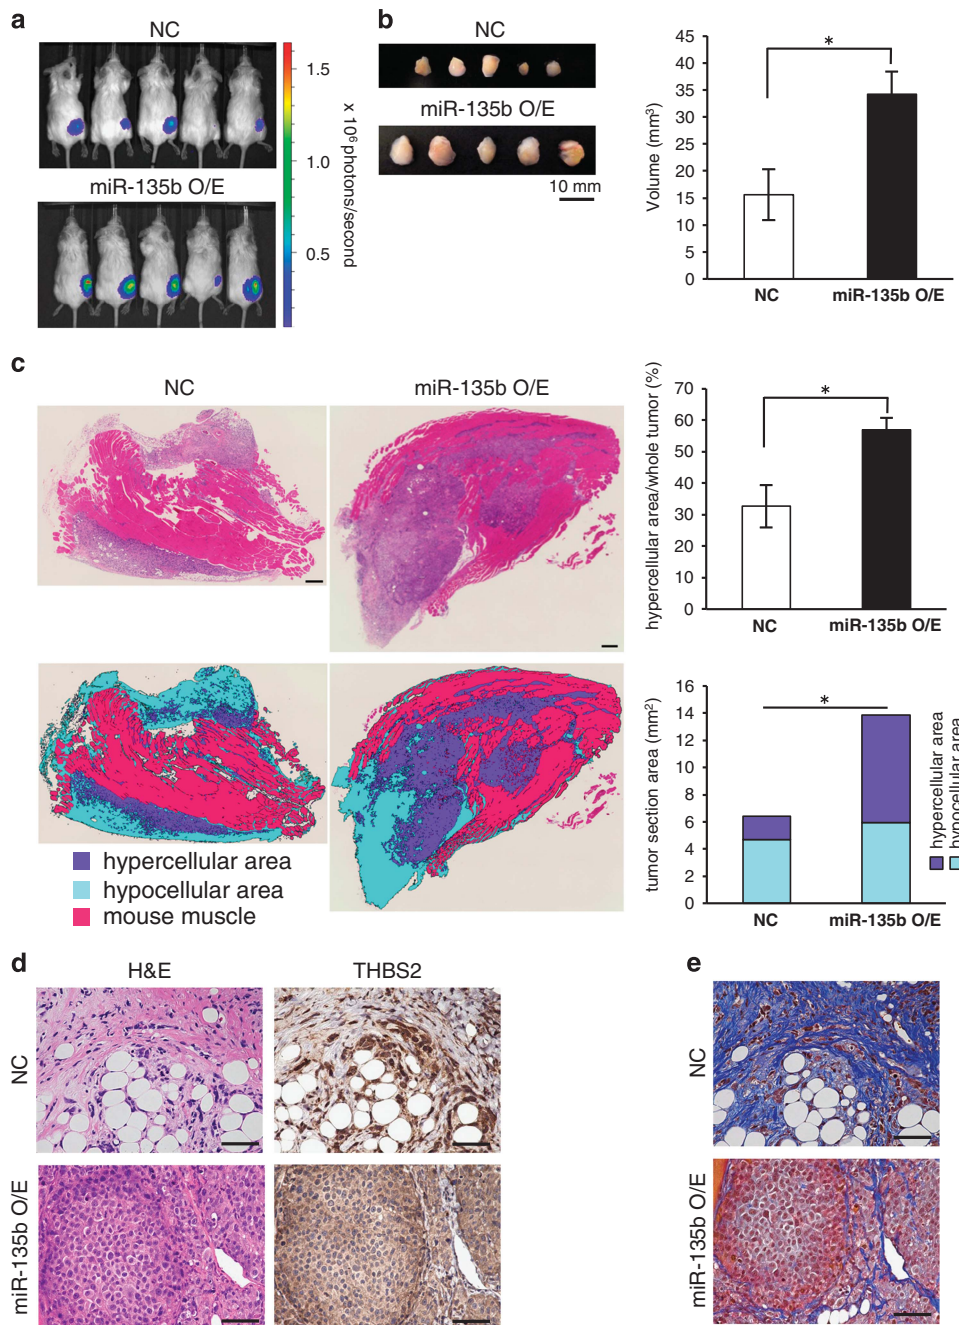 a
NC
miR-135b O/E
1.5
1.0
0.5
x 10⁶ photons/second
b
NC
miR-135b O/E
10 mm
Volume (mm³)
45
40
35
30
25
20
15
10
5
0
*
NC
miR-135b O/E
c
NC
miR-135b O/E
hypercellular area
hypocellular area
mouse muscle
hypercellular area/whole tumor (%)
70
60
50
40
30
20
10
0
*
NC
miR-135b O/E
tumor section area (mm²)
16
14
12
10
8
6
4
2
0
*
NC
miR-135b O/E
hypercellular area
hypocellular area
d
H&E
THBS2
NC
miR-135b O/E
e
NC
miR-135b O/E